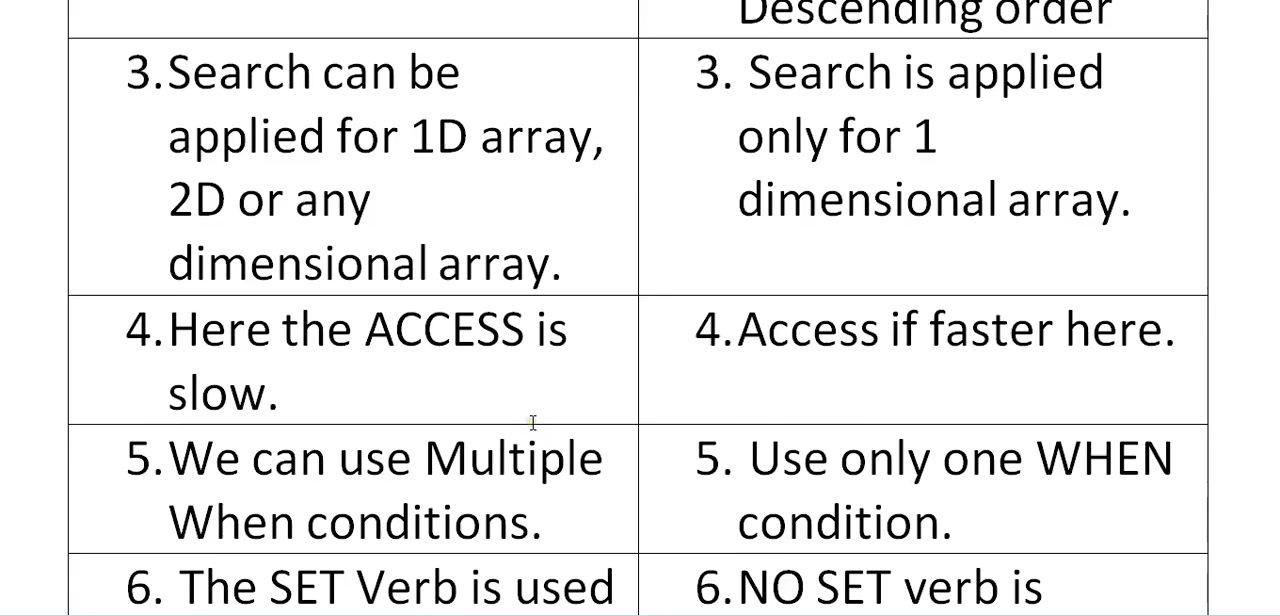 Descending order
3.Search can be
applied for 1D array,
2D or any
dimensional array.
3. Search is applied
only for 1
dimensional array.
4.Here the ACCESS is
slow.
4.Access if faster here.
5.We can use Multiple
When conditions.
5. Use only one WHEN
condition.
6. The SET Verb is used
6.NO SET verb is